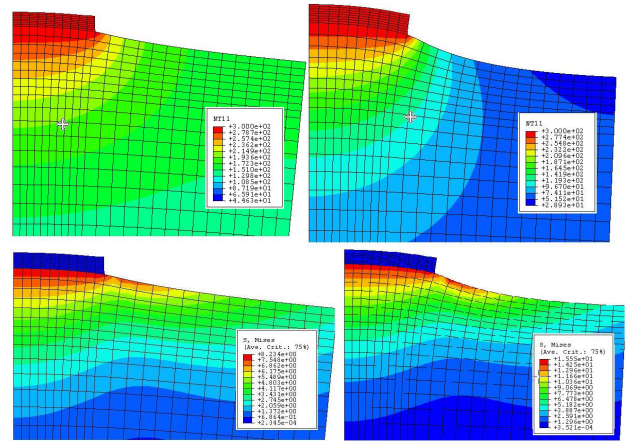 NT11
+3.000e+02
+2.787e+02
+2.574e+02
+2.362e+02
+2.149e+02
+1.936e+02
+1.723e+02
+1.510e+02
+1.298e+02
+1.085e+02
+8.719e+01
+6.591e+01
+4.463e+01
NT11
+3.000e+02
+2.774e+02
+2.548e+02
+2.322e+02
+2.096e+02
+1.871e+02
+1.645e+02
+1.419e+02
+1.193e+02
+9.670e+01
+7.411e+01
+5.152e+01
+2.893e+01
S, Mises
(Ave. Crit.: 75%)
+8.234e+00
+7.548e+00
+6.862e+00
+6.175e+00
+5.489e+00
+4.803e+00
+4.117e+00
+3.431e+00
+2.745e+00
+2.059e+00
+1.372e+00
+6.864e-01
+2.345e-04
S, Mises
(Ave. Crit.: 75%)
+1.555e+01
+1.425e+01
+1.296e+01
+1.166e+01
+1.036e+01
+9.069e+00
+7.773e+00
+6.478e+00
+5.182e+00
+3.887e+00
+2.591e+00
+1.296e+00
+3.521e-04